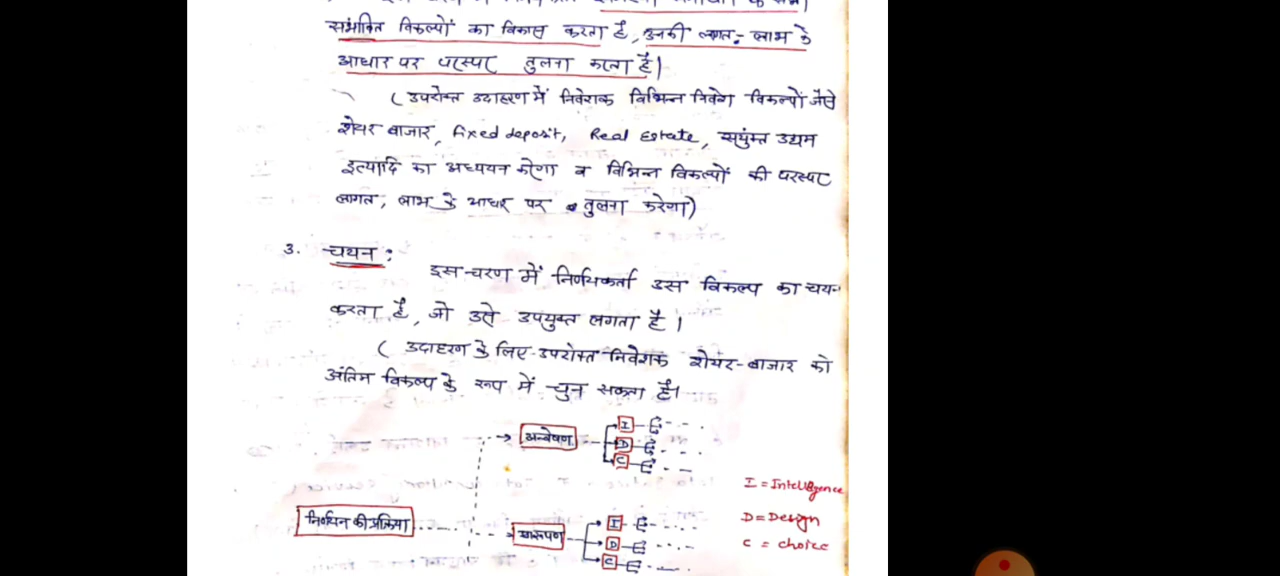 संभावित विकल्पों का विकास करता है, उनकी लागत - लाभ के
आधार पर परस्पर तुलना करता है)
( उपरोक्त उदाहरण में निवेशक विभिन्न निवेश विकल्पों जैसे
शेयर बाजार, fixed deposit, Real Estate, सयुंक्त उद्यम
इत्यादि का अध्ययन करेगा व विभिन्न विकल्पों की परस्पर
लागत, लाभ के आधार पर तुलना करेगा)
3. चयन :
इस चरण में निर्णयकर्ता उस विकल्प का चयन
करता है, जो उसे उपयुक्त लगता है।
( उदाहरण के लिए उपरोक्त निवेशक शेयर-बाजार को
अंतिम विकल्प के रूप में चुन सकता है।
अन्वेषण
I
D
C
I = Intelligence
निर्णयन की प्रक्रिया
प्रारूपण
I
D
C
D = Design
C = choice